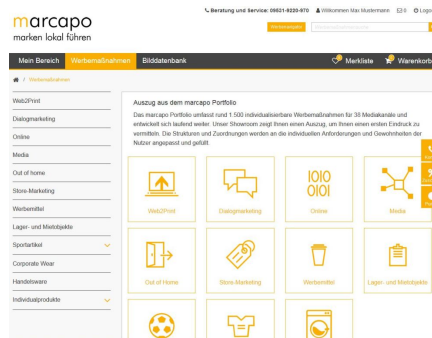 marcapo
marken lokal führen
Beratung und Service: 09531-9220-970 Willkommen Max Mustermann
Mein Bereich Werbemaßnahmen Bilddatenbank Merkliste Warenkorb
/ Werbemaßnahmen
Web2Print
Dialogmarketing
Online
Media
Out of home
Store-Marketing
Werbemittel
Lager- und Mietobjekte
Sportartikel
Corporate Wear
Handelsware
Individualprodukte
Auszug aus dem marcapo Portfolio
Das marcapo Portfolio umfasst rund 1.500 individualisierbare Werbemaßnahmen für 38 Mediakanäle und
entwickelt sich laufend weiter. Unser Showroom zeigt Ihnen einen Auszug, um Ihnen einen ersten Eindruck zu
vermitteln. Die Strukturen und Zuordnungen werden an die individuellen Anforderungen und Gewohnheiten der
Nutzer angepasst und gefüllt.
Web2Print
Dialogmarketing
IOIO
OIOI
Online
Media
Out of Home
Store-Marketing
Werbemittel
Lager- und Mietobjekte